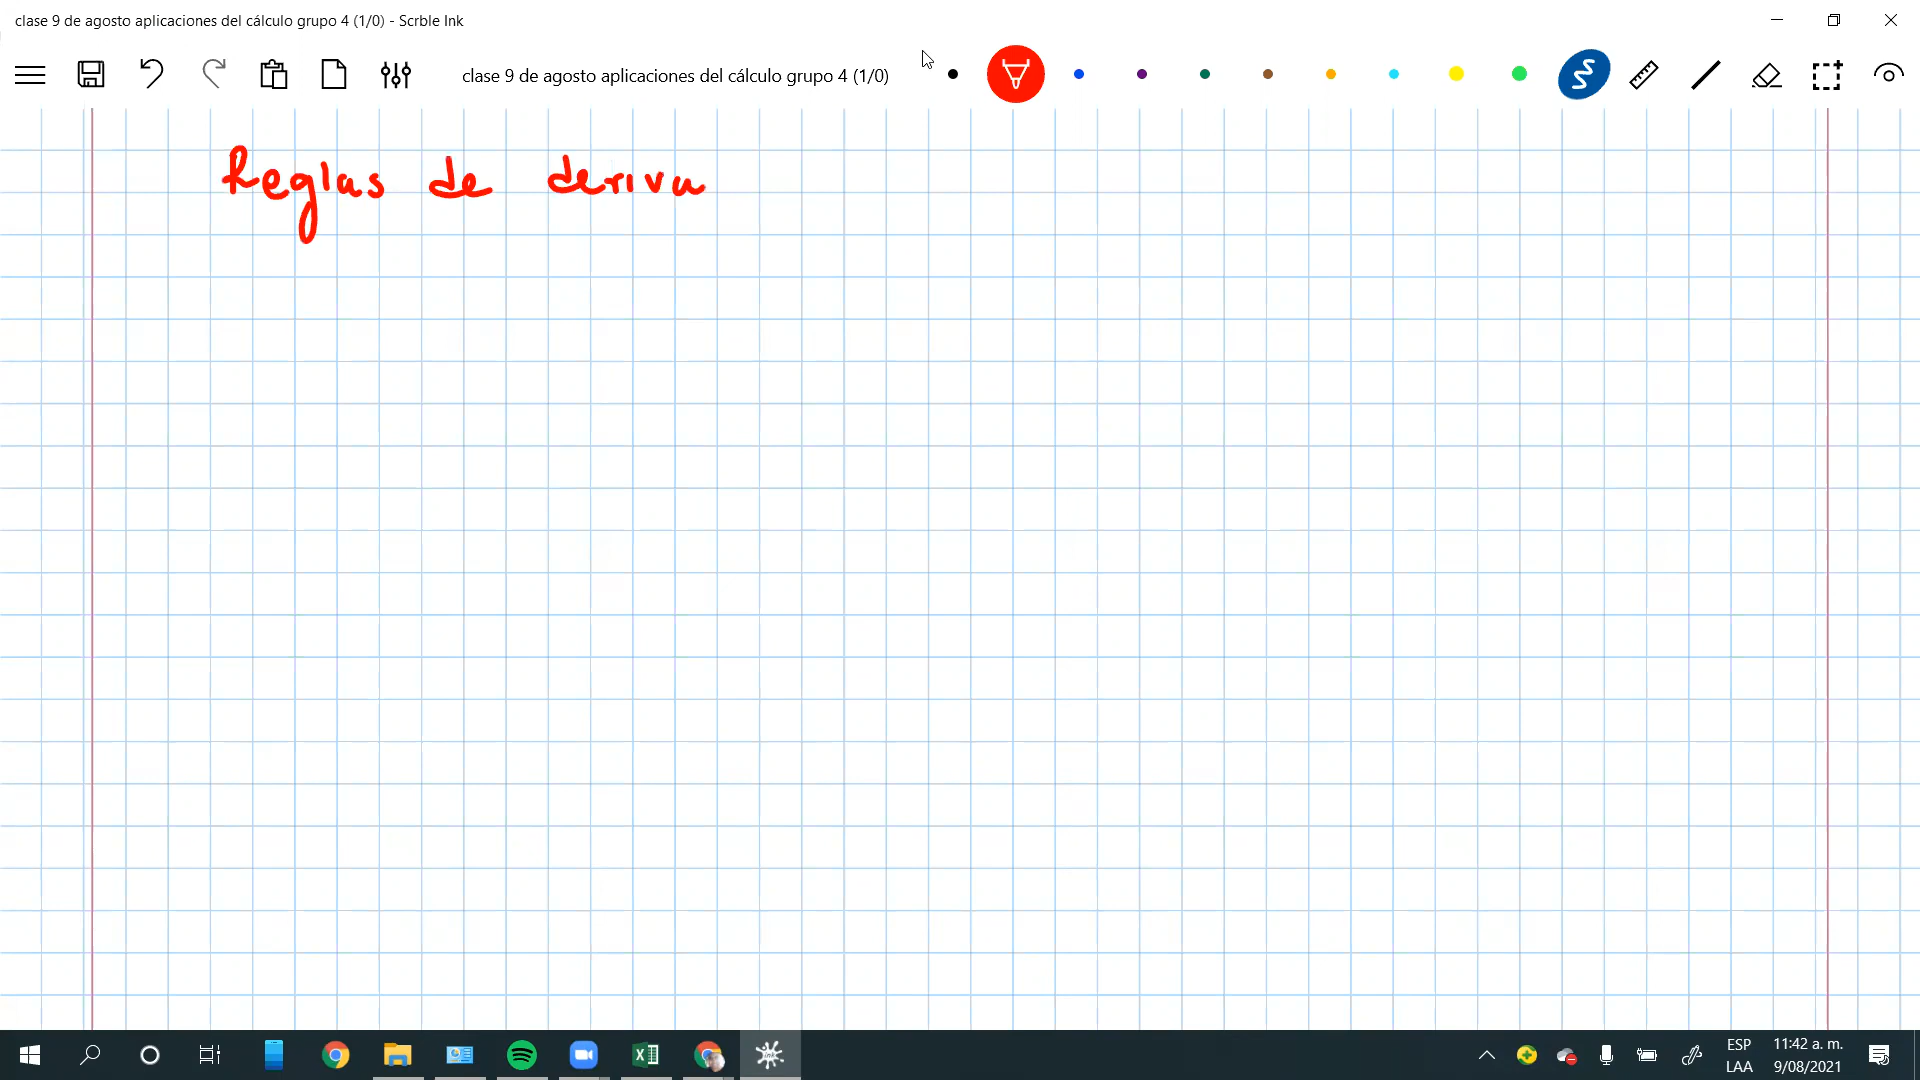 clase 9 de agosto aplicaciones del cálculo grupo 4 (1/0) - Scrble Ink
clase 9 de agosto aplicaciones del cálculo grupo 4 (1/0)
Reglas de deriva
ESP
LAA
11:42 a. m.
9/08/2021